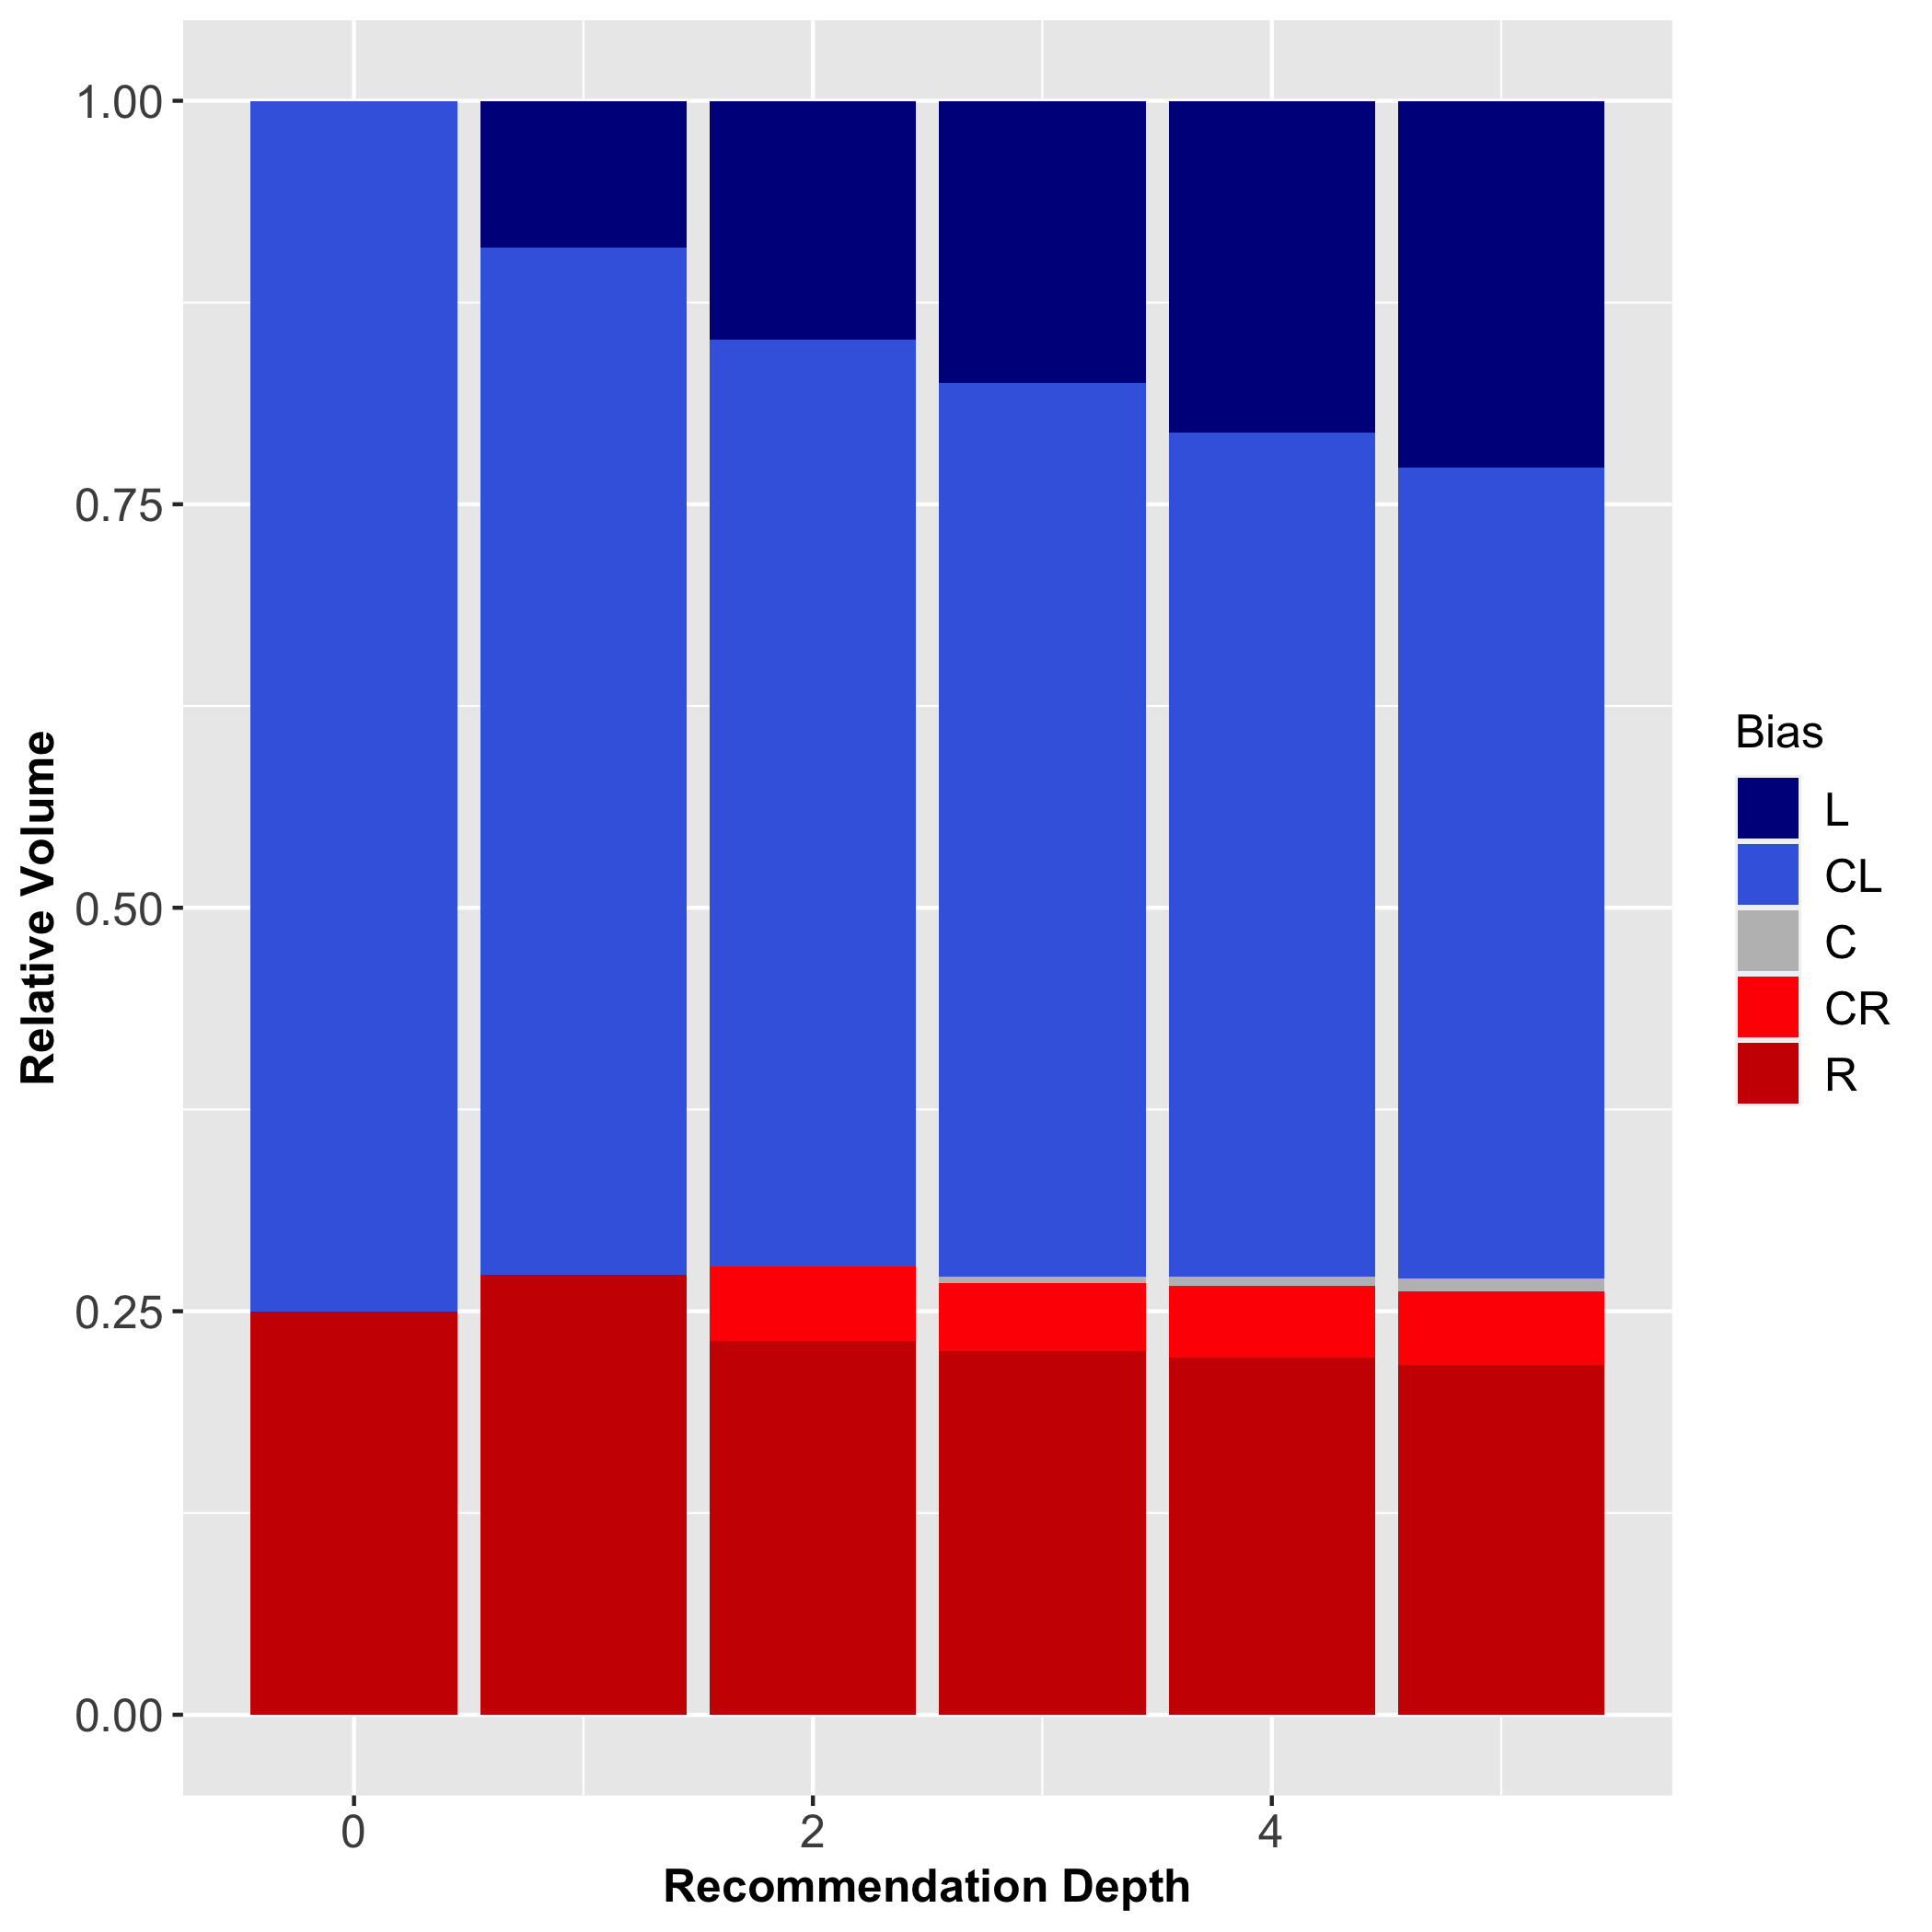 1.00
0.75
0.50
0.25
0.00
Relative Volume
0
2
4
Recommendation Depth
Bias
L
CL
C
CR
R